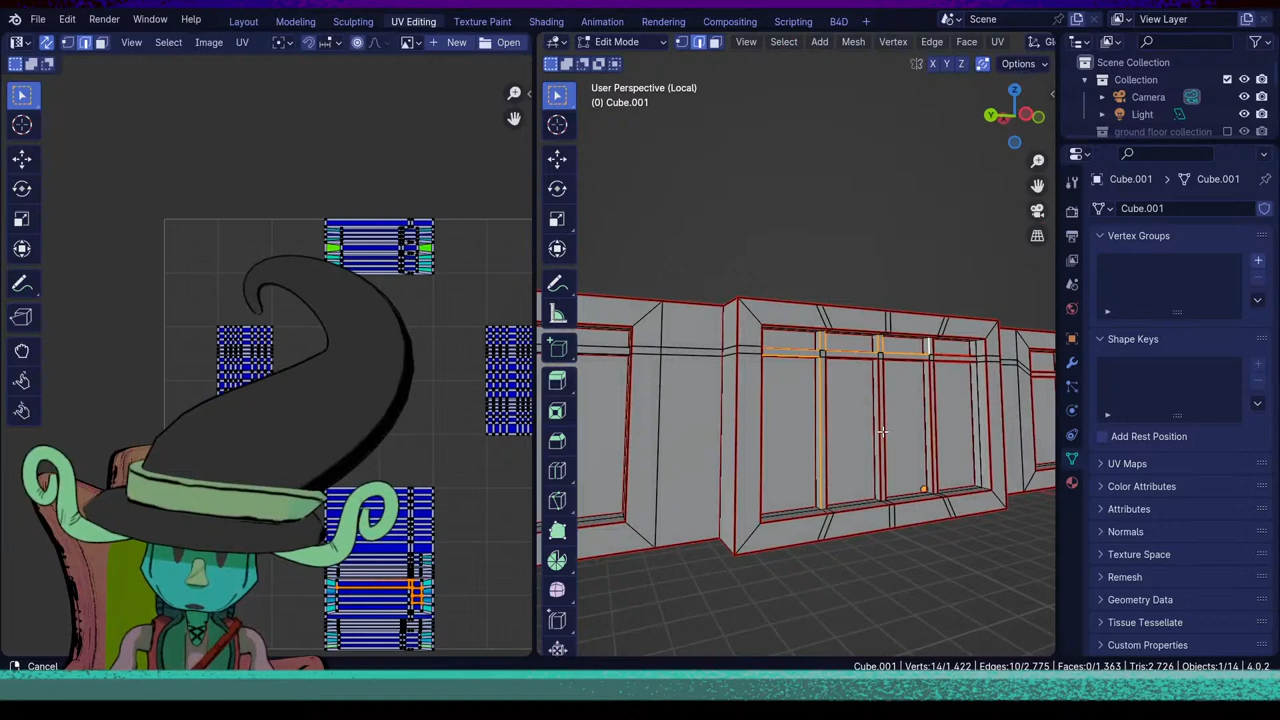 File Edit Render Window Help Layout Modeling Sculpting UV Editing Texture Paint Shading Animation Rendering Compositing Scripting B4D + Scene View Layer
View Select Image UV New Open Edit Mode View Select Add Mesh Vertex Edge Face UV
X Y Z Options
Scene Collection
Collection
Camera
Light
ground floor collection
User Perspective (Local)
(0) Cube.001
Z
Y
Cube.001 Cube.001
Cube.001
Vertex Groups
Shape Keys
Add Rest Position
UV Maps
Color Attributes
Attributes
Normals
Texture Space
Remesh
Geometry Data
Tissue Tessellate
Custom Properties
Cancel Cube.001 | Verts:14/1,422 | Edges:10/2,775 | Faces:0/1,363 | Tris:2,726 | Objects:1/14 | 4.0.2